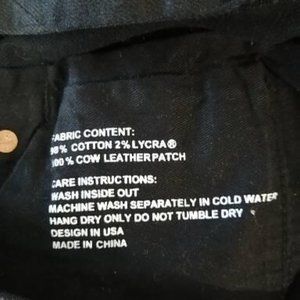 FABRIC CONTENT:
98% COTTON 2% LYCRA®
100% COW LEATHER PATCH
CARE INSTRUCTIONS:
WASH INSIDE OUT
MACHINE WASH SEPARATELY IN COLD WATER
HANG DRY ONLY DO NOT TUMBLE DRY
DESIGN IN USA
MADE IN CHINA